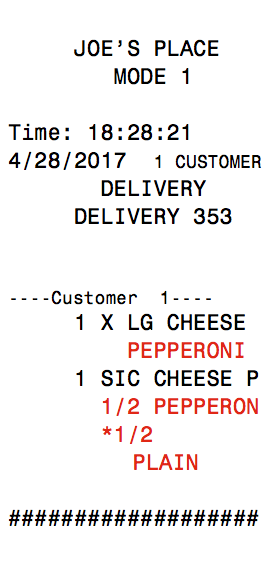 JOE'S PLACE
MODE 1
Time: 18:28:21
4/28/2017 1 CUSTOMER
DELIVERY
DELIVERY 353
----Customer 1----
1 X LG CHEESE
PEPPERONI
1 SIC CHEESE P
1/2 PEPPERON
*1/2
PLAIN
###################